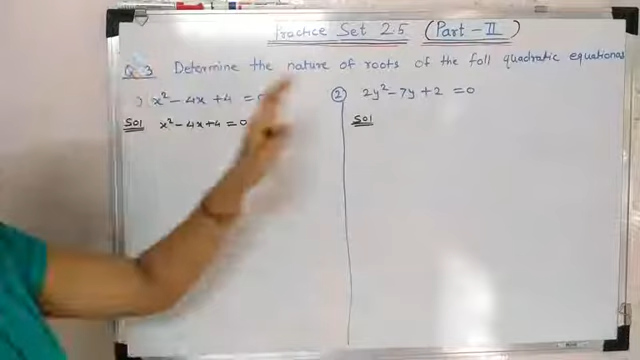 Practice Set 2.5 (Part - II)
Q.3 Determine the nature of roots of the foll quadratic equations
) x² - 4x + 4 = 0
Sol x² - 4x + 4 = 0
② 2y² - 7y + 2 = 0
Sol